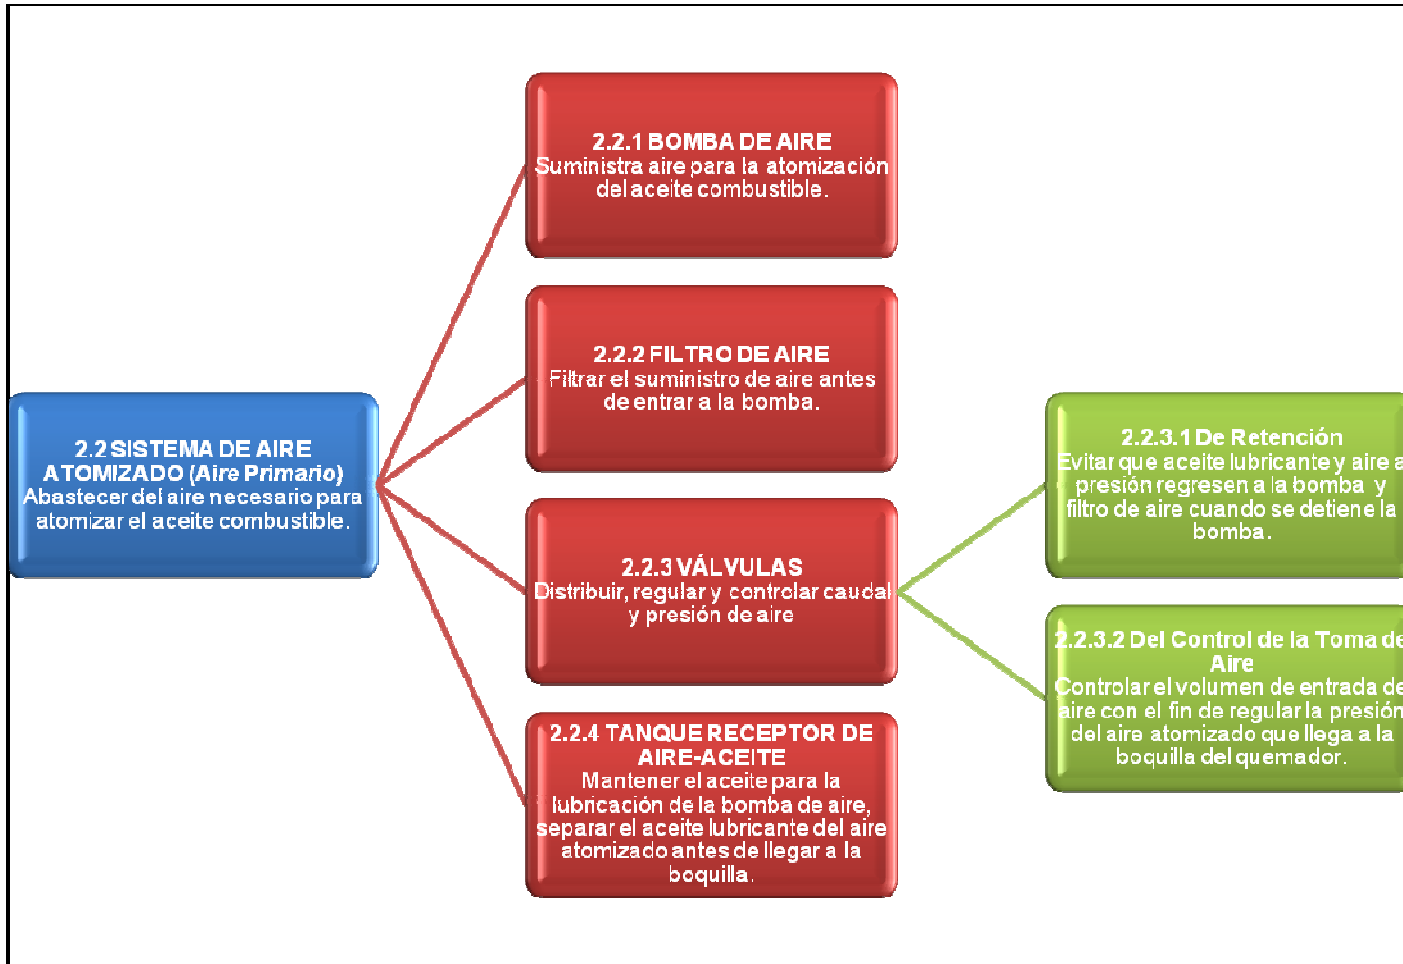 2.2 SISTEMA DE AIRE
ATOMIZADO (Aire Primario)
Abastecer del aire necesario para
atomizar el aceite combustible.
2.2.1 BOMBA DE AIRE
Suministra aire para la atomización
del aceite combustible.
2.2.2 FILTRO DE AIRE
Filtrar el suministro de aire antes
de entrar a la bomba.
2.2.3 VÁLVULAS
Distribuir, regular y controlar caudal
y presión de aire
2.2.4 TANQUE RECEPTOR DE
AIRE-ACEITE
Mantener el aceite para la
lubricación de la bomba de aire,
separar el aceite lubricante del aire
atomizado antes de llegar a la
boquilla.
2.2.3.1 De Retención
Evitar que aceite lubricante y aire a
presión regresen a la bomba y
filtro de aire cuando se detiene la
bomba.
2.2.3.2 Del Control de la Toma de
Aire
Controlar el volumen de entrada de
aire con el fin de regular la presión
del aire atomizado que llega a la
boquilla del quemador.